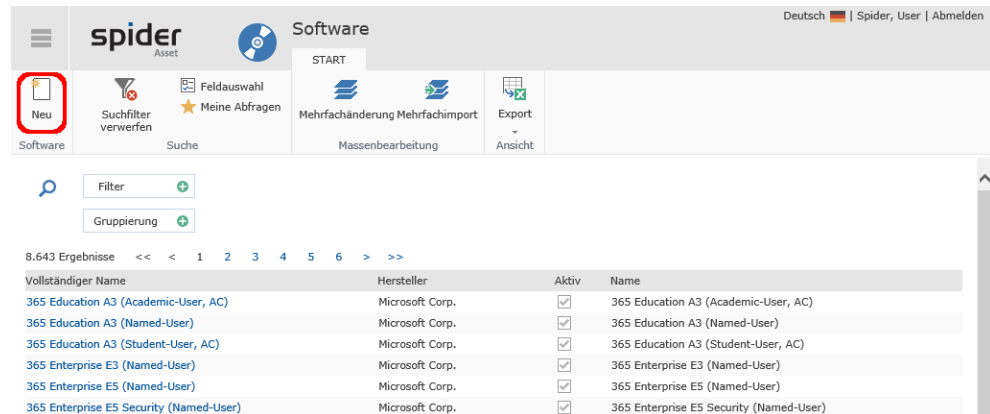 Deutsch | Spider, User | Abmelden
spider
Asset
Software
START
Neu
Suchfilter verwerfen
Feldauswahl
Meine Abfragen
Mehrfachänderung
Mehrfachimport
Export
Software
Suche
Massenbearbeitung
Ansicht
Filter
Gruppierung
8.643 Ergebnisse << < 1 2 3 4 5 6 > >>
Vollständiger Name Hersteller Aktiv Name
365 Education A3 (Academic-User, AC) Microsoft Corp. 365 Education A3 (Academic-User, AC)
365 Education A3 (Named-User) Microsoft Corp. 365 Education A3 (Named-User)
365 Education A3 (Student-User, AC) Microsoft Corp. 365 Education A3 (Student-User, AC)
365 Enterprise E3 (Named-User) Microsoft Corp. 365 Enterprise E3 (Named-User)
365 Enterprise E5 (Named-User) Microsoft Corp. 365 Enterprise E5 (Named-User)
365 Enterprise E5 Security (Named-User) Microsoft Corp. 365 Enterprise E5 Security (Named-User)